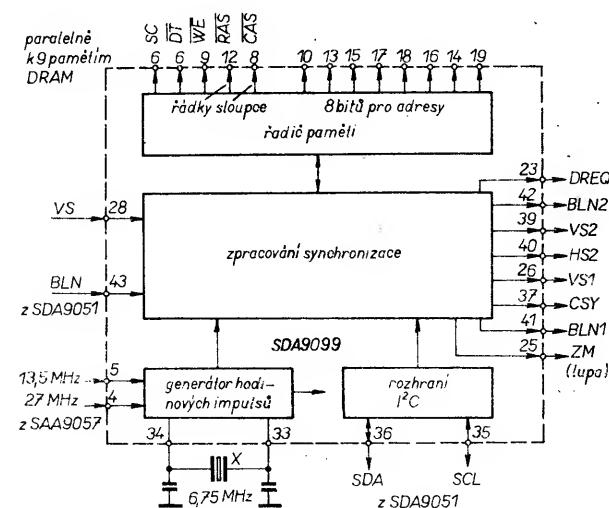 paralelně
k 9 pamětím
DRAM
SC
DT
WE
RAS
CAS
6 6 9 12 8 10 13 15 17 18 16 14 19
řádky sloupce
8 bitů pro adresy
řadič paměti
VS
28
BLN
43
z SDA9051
zpracování synchronizace
23
DREQ
42
BLN2
39
VS2
40
HS2
26
VS1
37
CSY
41
BLN1
25
ZM
(lupa)
SDA9099
13,5 MHz
5
27 MHz
4
z SAA9057
generátor hodi-
nových impulsů
rozhraní
I²C
34
33
36
35
X
6,75 MHz
SDA
SCL
z SDA9051